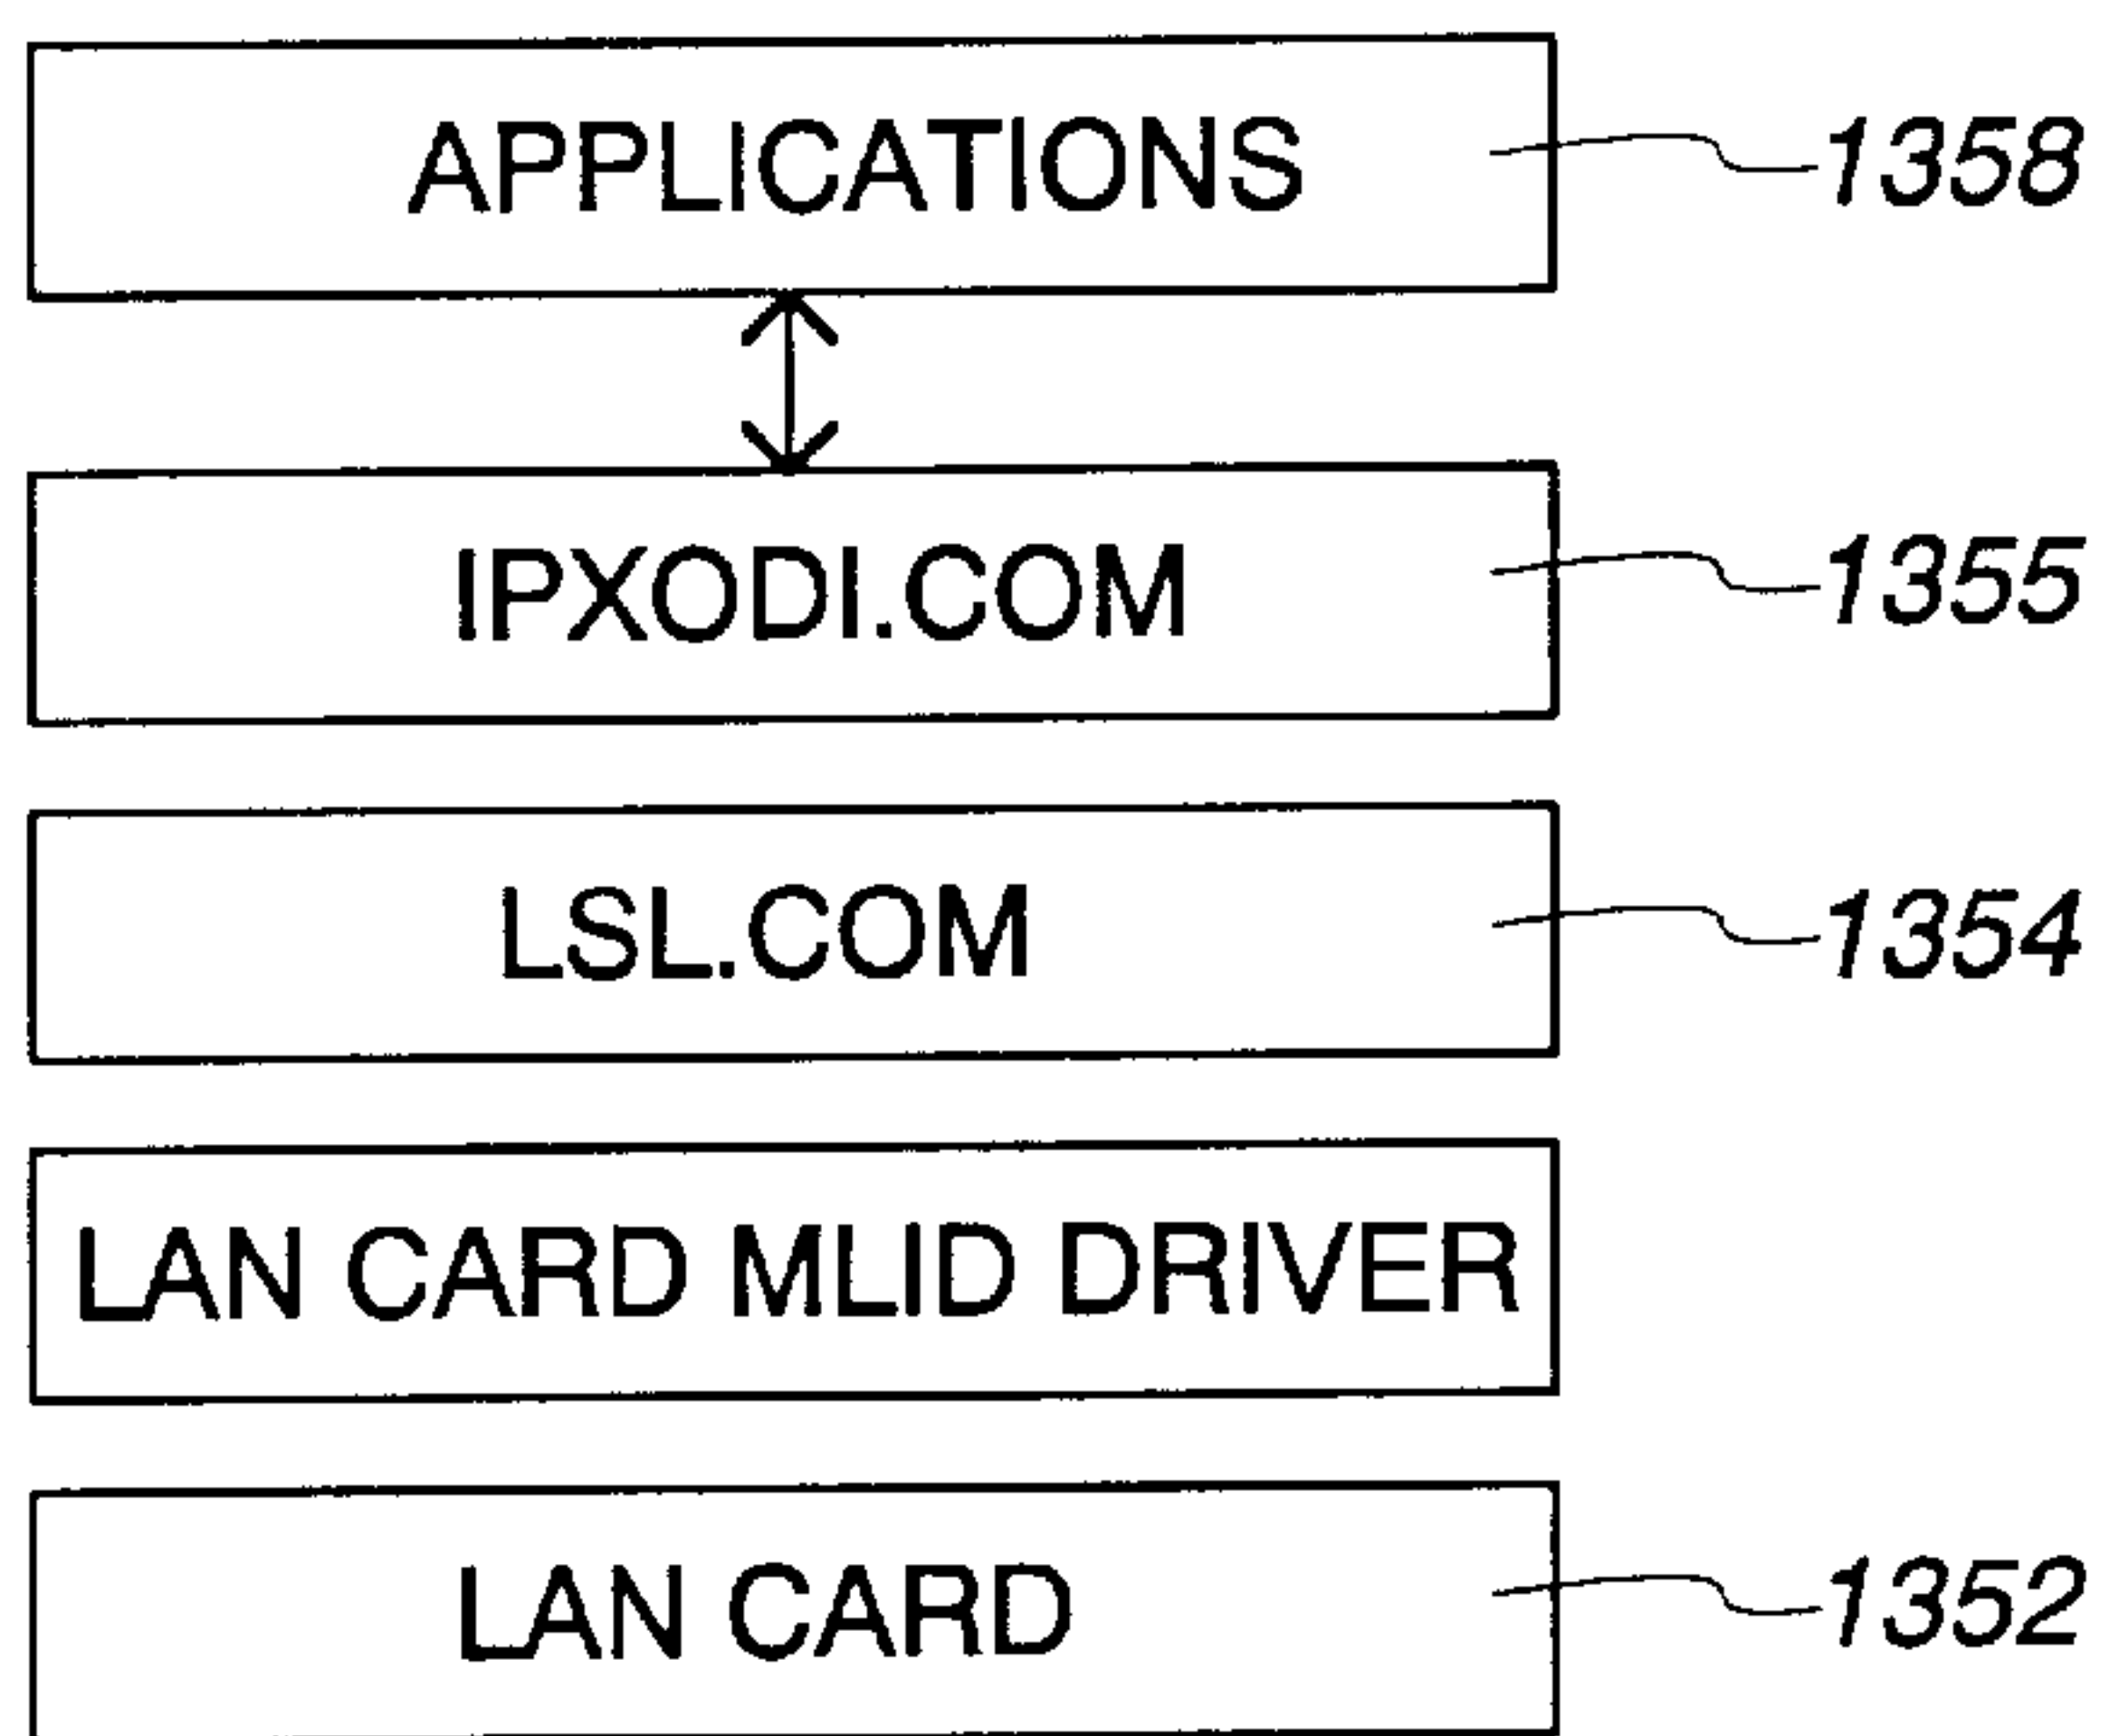 APPLICATIONS 1358
IPXODI.COM 1355
LSL.COM 1354
LAN CARD MLID DRIVER
LAN CARD 1352